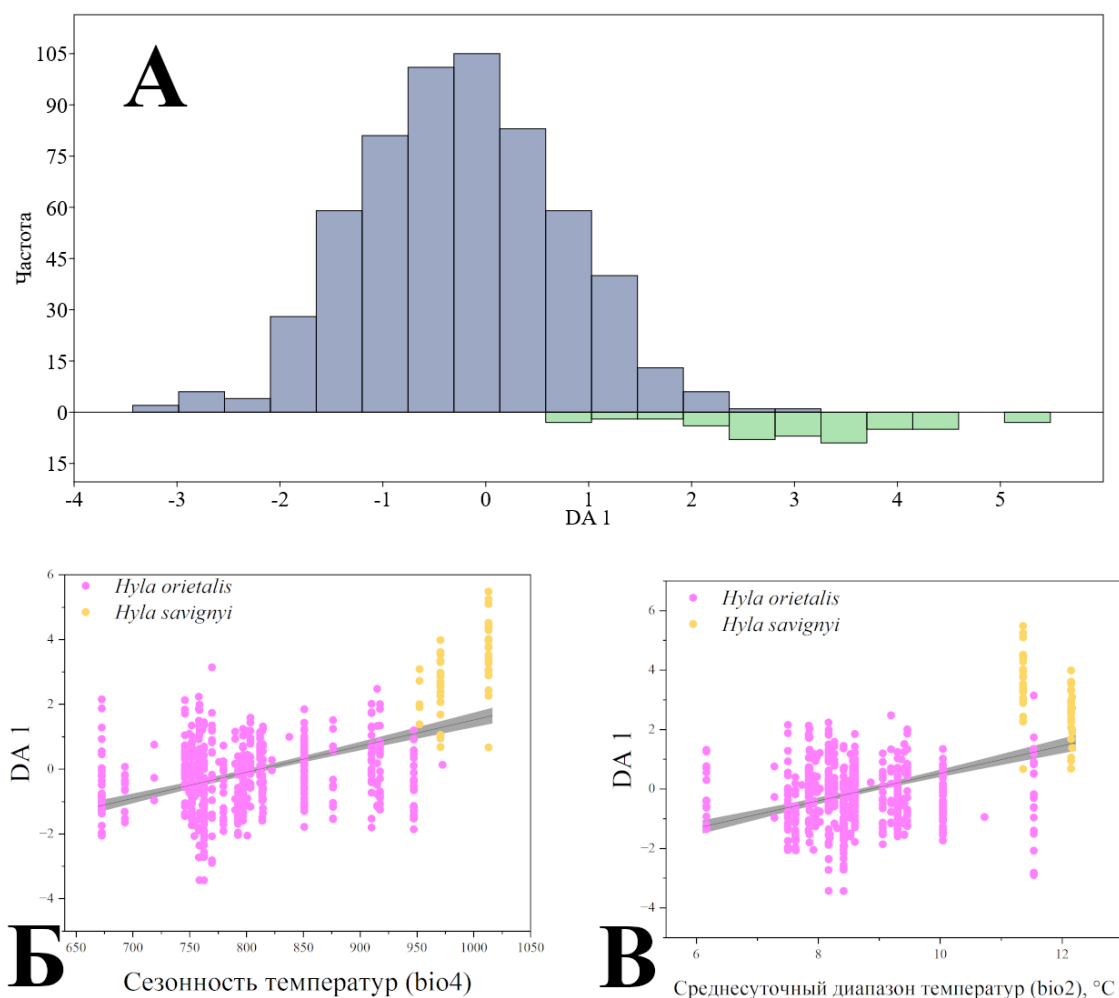 А
105
90
75
60
45
30
15
0
15
Частота
-4 -3 -2 -1 0 1 2 3 4 5
DA 1
Hyla orietalis
Hyla savignyi
6
4
2
0
−2
−4
DA 1
650 700 750 800 850 900 950 1000 1050
Б
Сезонность температур (bio4)
Hyla orietalis
Hyla savignyi
6
4
2
0
−2
−4
DA 1
6 8 10 12
В
Среднесуточный диапазон температур (bio2), °C